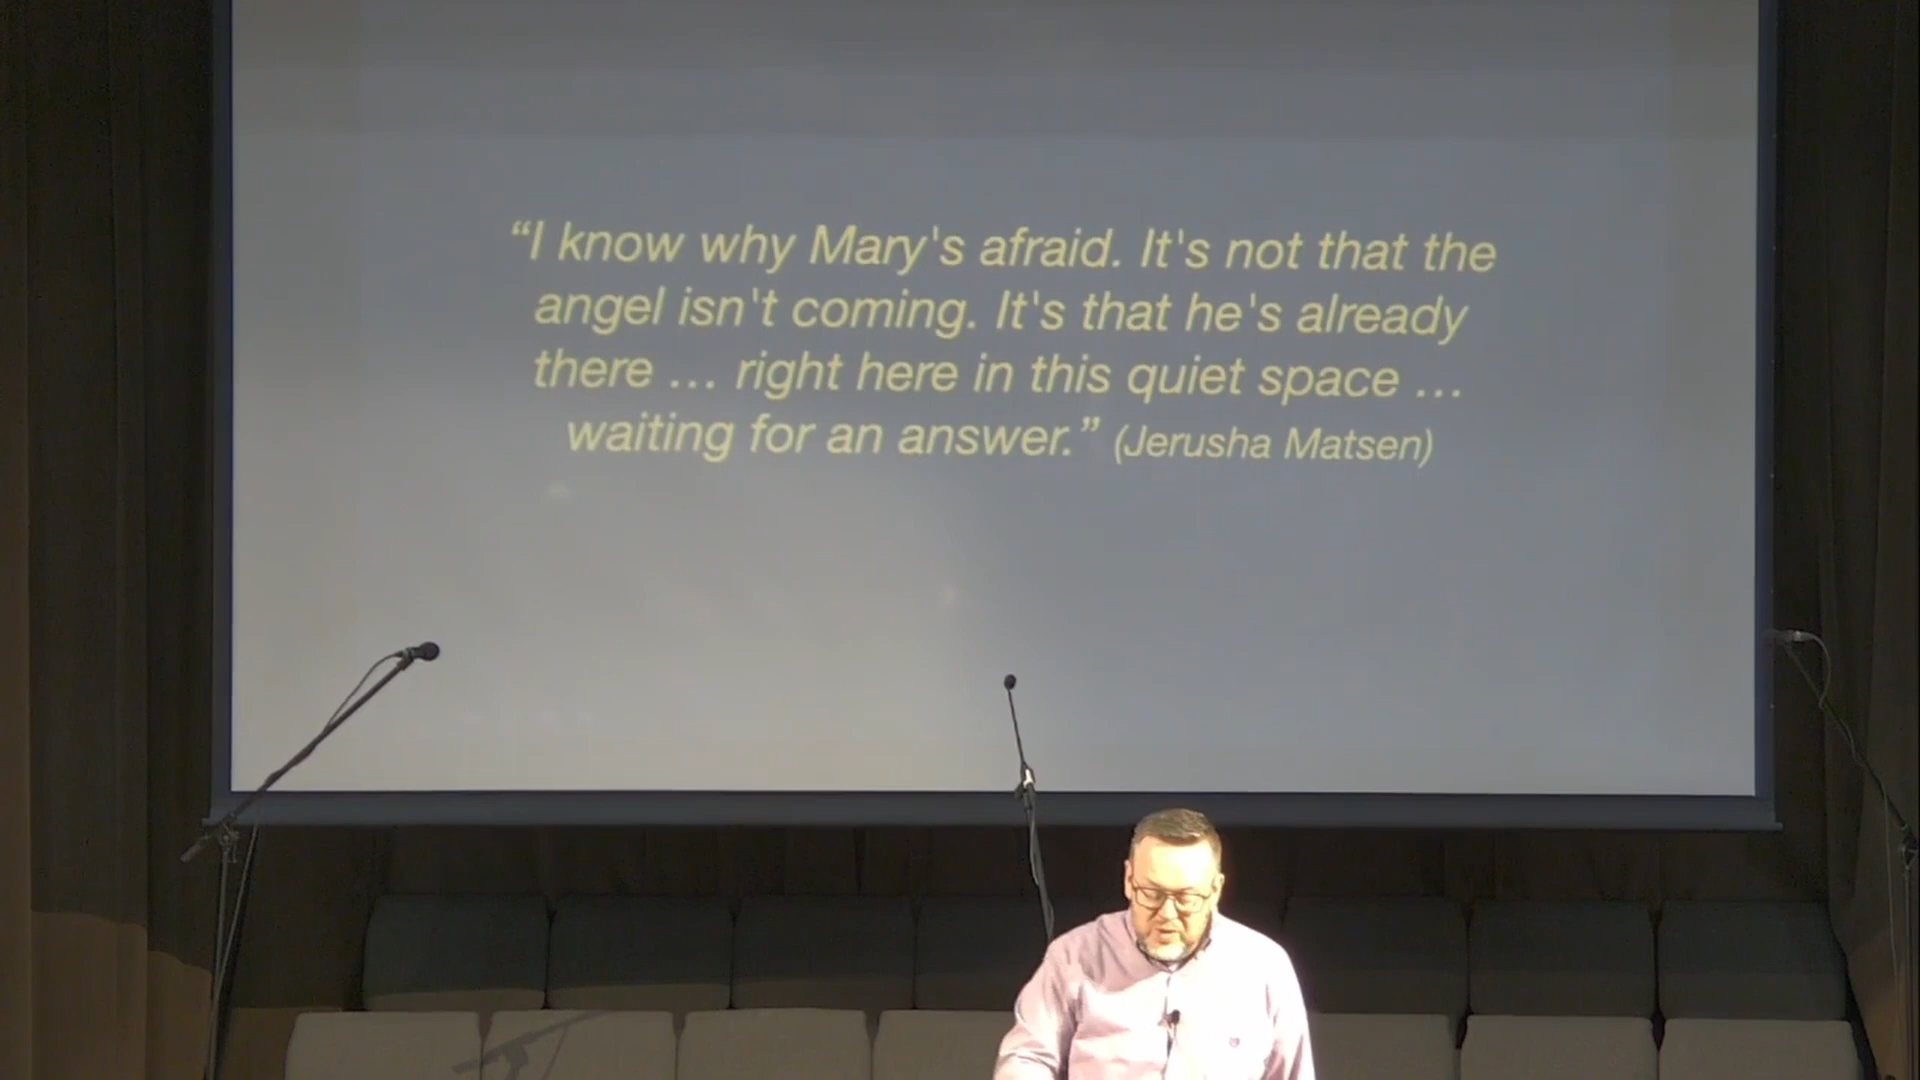 “I know why Mary's afraid. It's not that the
angel isn't coming. It's that he's already
there ... right here in this quiet space ...
waiting for an answer.” (Jerusha Matsen)